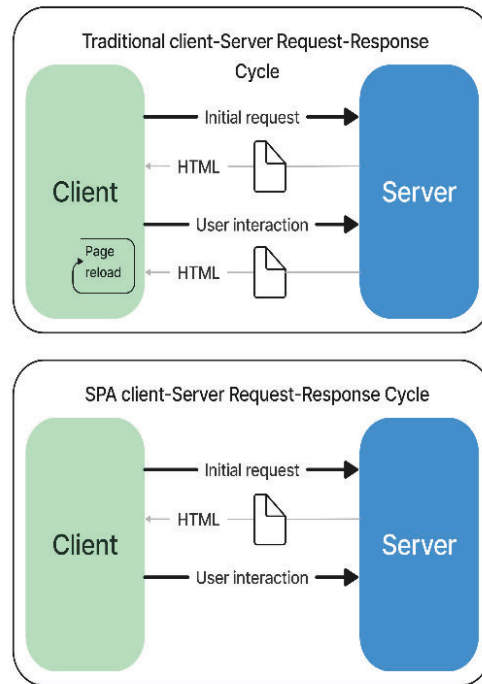 Traditional client-Server Request-Response
Cycle
Initial request
HTML
Client
Server
User interaction
Page
reload
HTML
SPA client-Server Request-Response Cycle
Initial request
HTML
Client
Server
User interaction